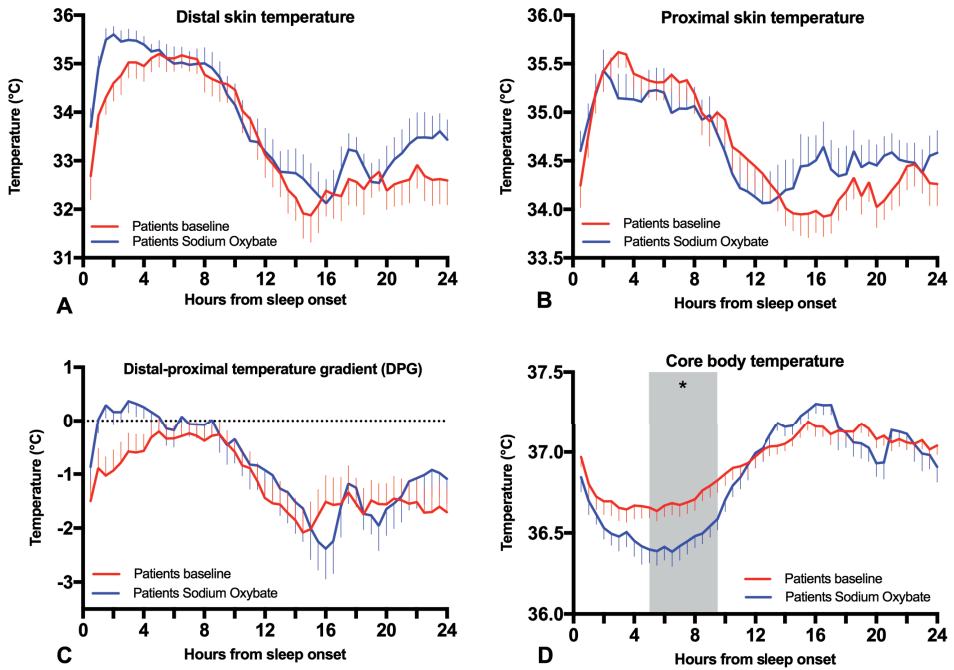 Distal skin temperature
36
35
34
33
32
31
Temperature (°C)
Patients baseline
Patients Sodium Oxybate
0 4 8 12 16 20 24
Hours from sleep onset
A
Proximal skin temperature
36.0
35.5
35.0
34.5
34.0
33.5
Temperature (°C)
Patients baseline
Patients Sodium Oxybate
0 4 8 12 16 20 24
Hours from sleep onset
B
Distal-proximal temperature gradient (DPG)
1
0
-1
-2
-3
Temperature (°C)
Patients baseline
Patients Sodium Oxybate
0 4 8 12 16 20 24
Hours from sleep onset
C
Core body temperature
37.5
37.0
36.5
36.0
Temperature (°C)
*
Patients baseline
Patients Sodium Oxybate
0 4 8 12 16 20 24
Hours from sleep onset
D